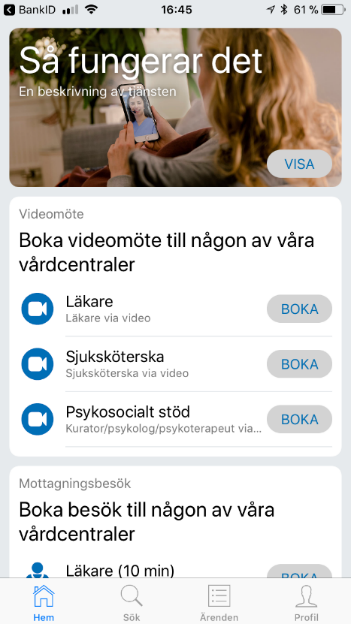 BankID 16:45 61 %
Så fungerar det
En beskrivning av tjänsten
VISA
Videomöte
Boka videomöte till någon av våra
vårdcentraler
Läkare
Läkare via video
BOKA
Sjuksköterska
Sjuksköterska via video
BOKA
Psykosocialt stöd
Kurator/psykolog/psykoterapeut via...
BOKA
Mottagningsbesök
Boka besök till någon av våra
vårdcentraler
Läkare (10 min)
BOKA
Hem Sök Ärenden Profil